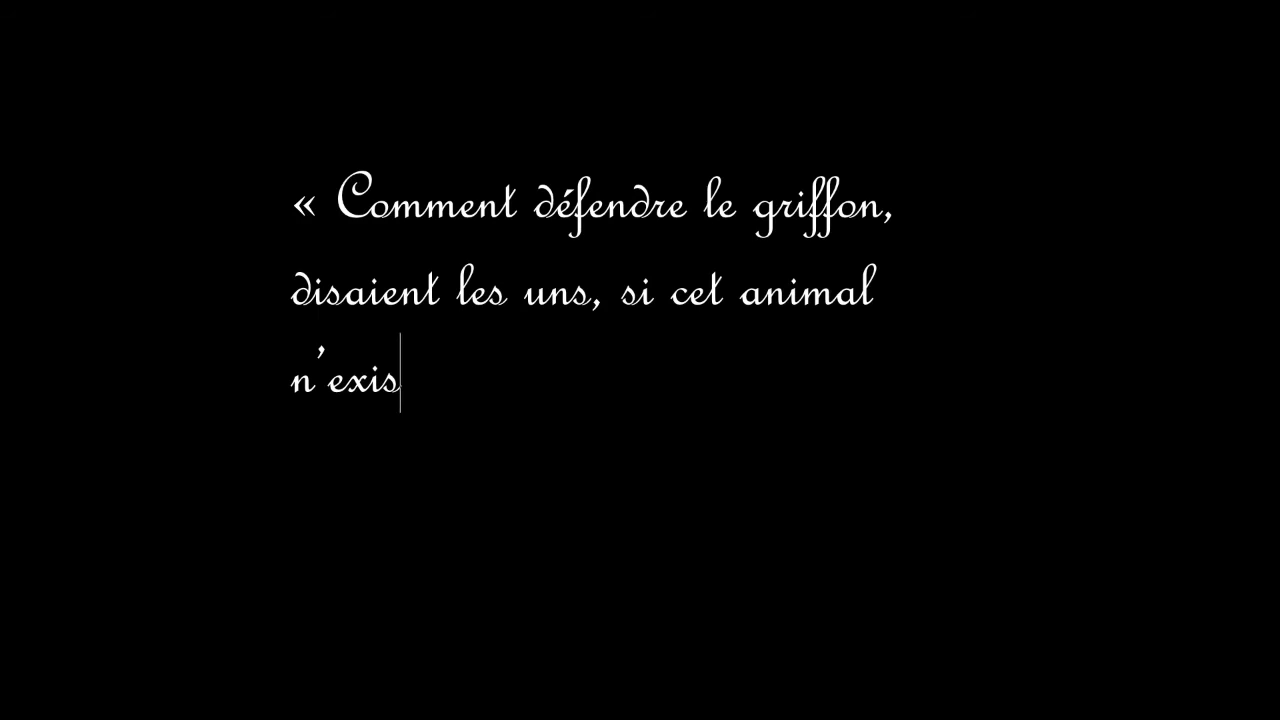 « Comment défendre le griffon,
disaient les uns, si cet animal
n'exis